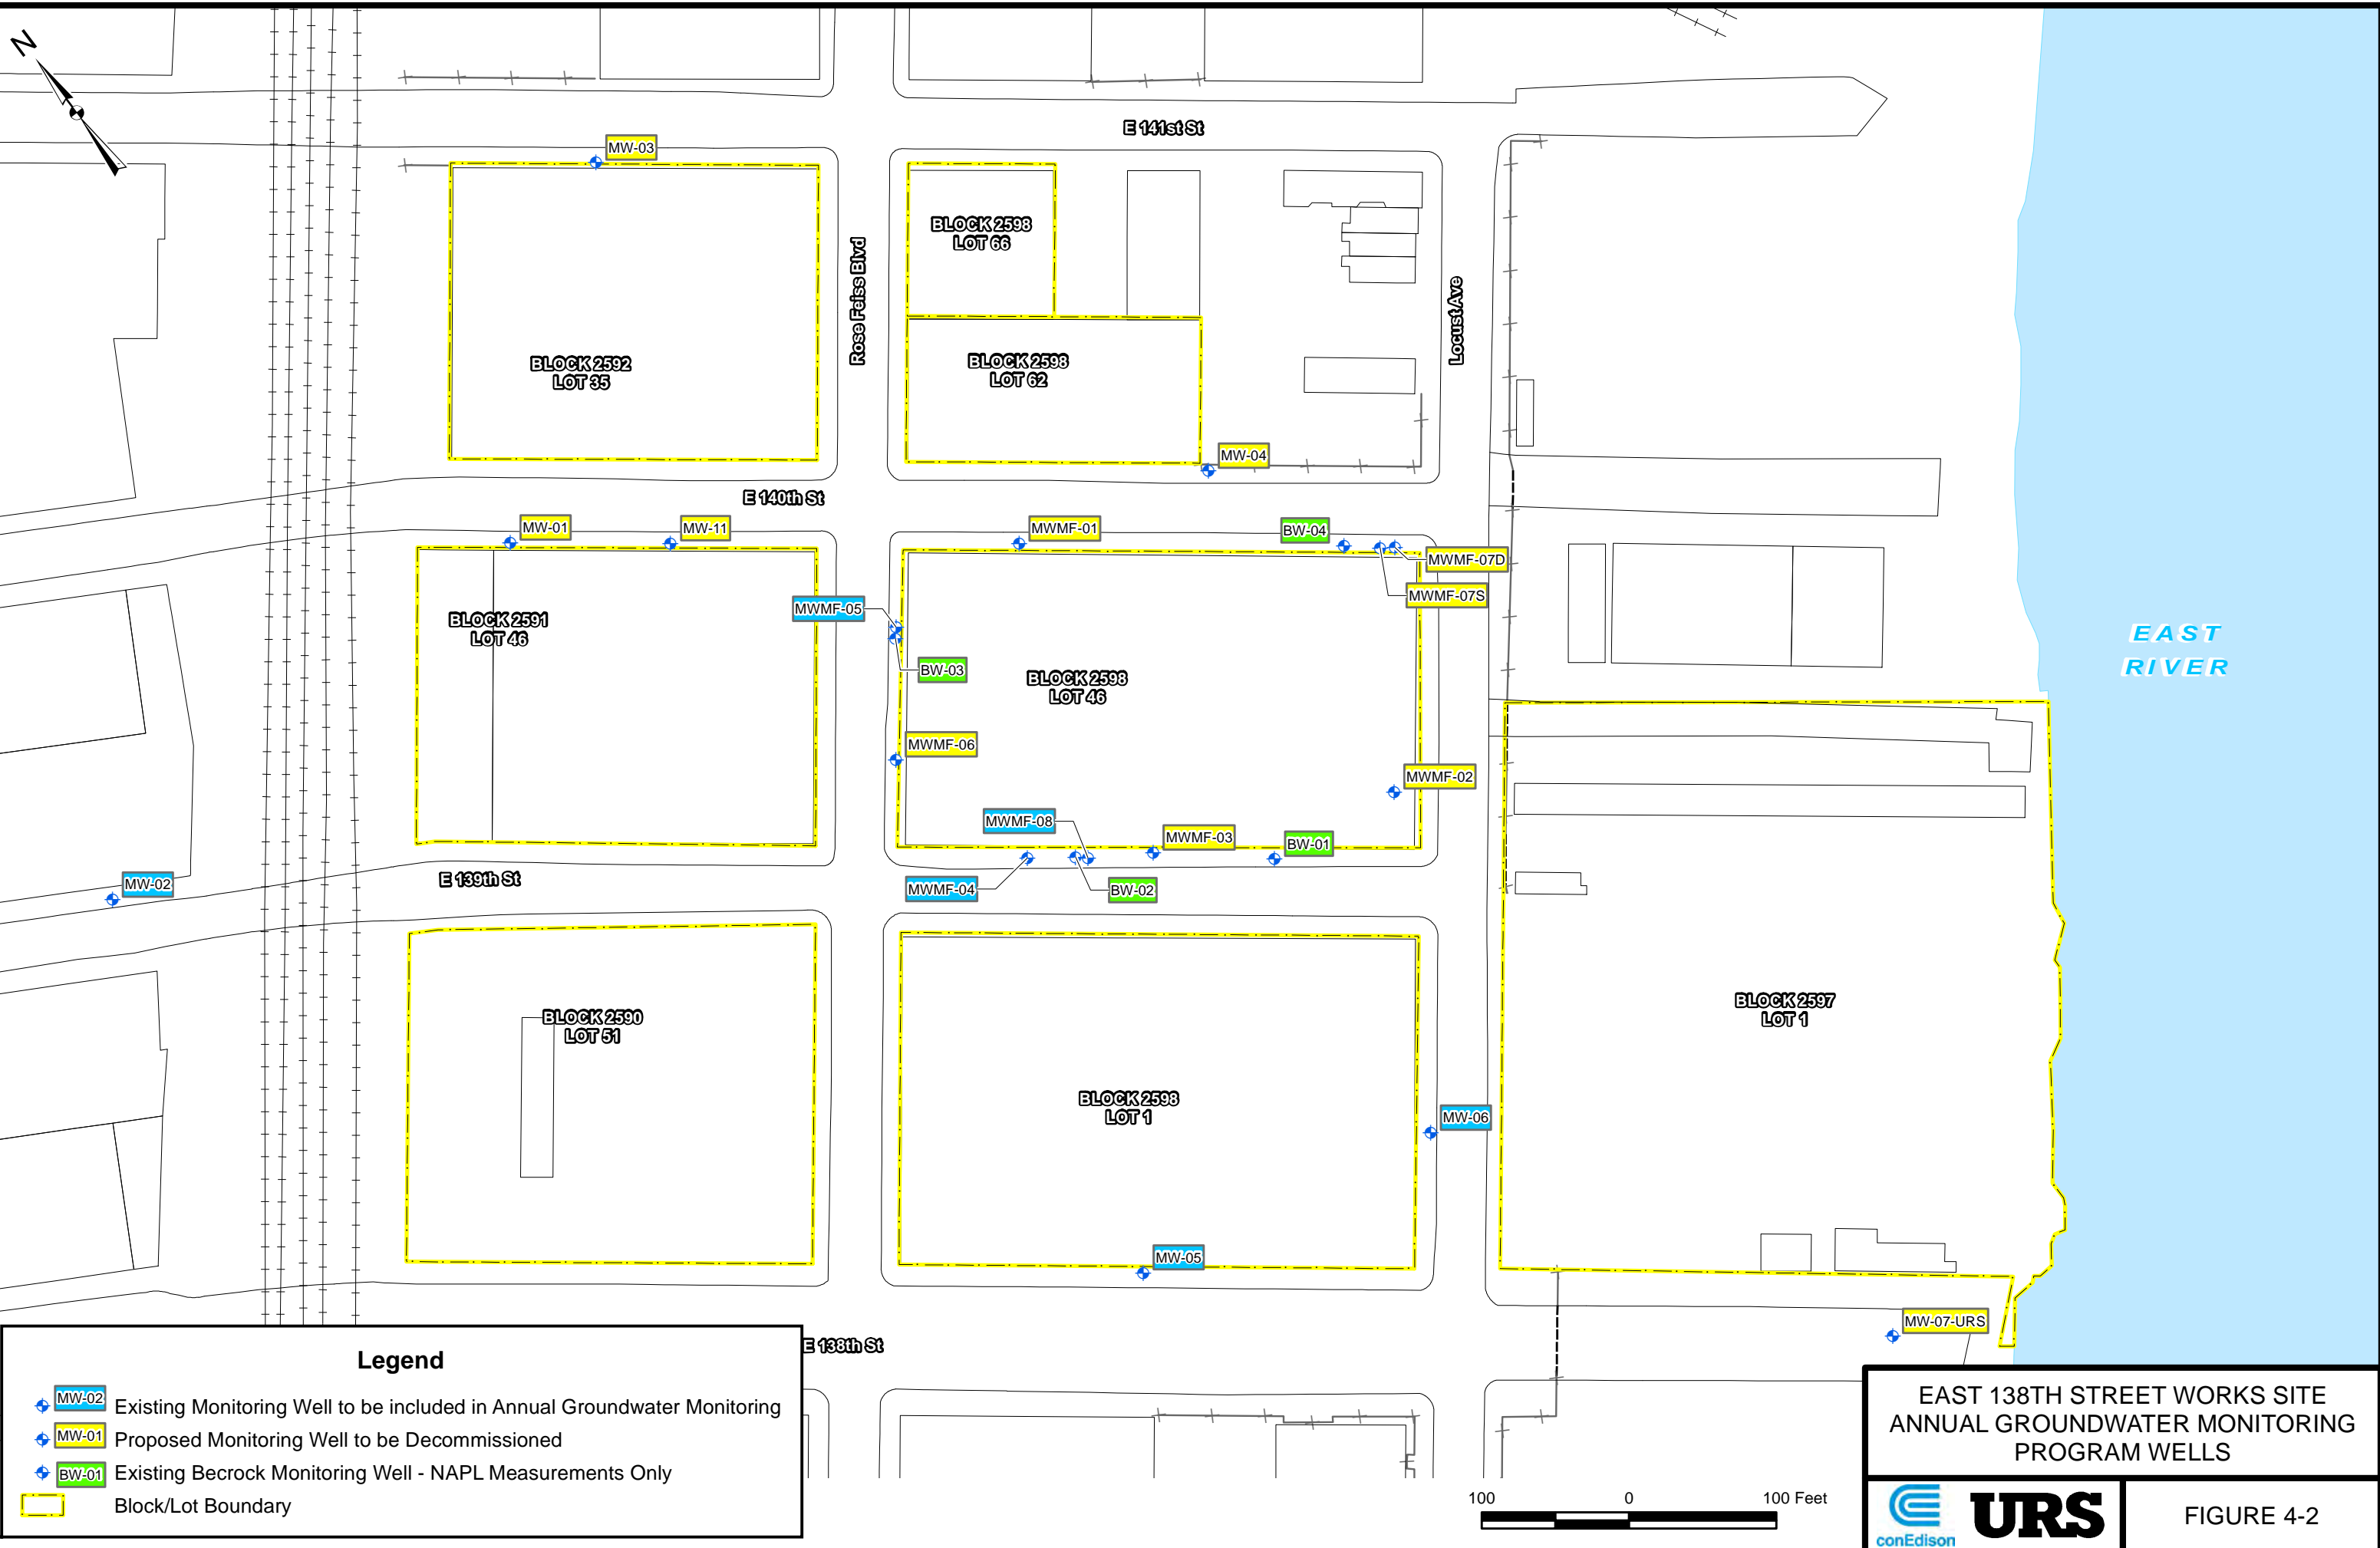 N
E 141st St
MW-03
BLOCK 2598
LOT 66
Rose Feiss Blvd
Locust Ave
BLOCK 2592
LOT 35
BLOCK 2598
LOT 62
MW-04
E 140th St
MW-01
MW-11
MWMF-01
BW-04
MWMF-07D
MWMF-07S
MWMF-05
BLOCK 2591
LOT 46
BW-03
BLOCK 2598
LOT 46
EAST
RIVER
MWMF-06
MWMF-02
MWMF-08
MWMF-03
BW-01
MW-02
E 139th St
MWMF-04
BW-02
BLOCK 2590
LOT 51
BLOCK 2597
LOT 1
BLOCK 2598
LOT 1
MW-06
MW-05
MW-07-URS
E 138th St
Legend
MW-02 Existing Monitoring Well to be included in Annual Groundwater Monitoring
MW-01 Proposed Monitoring Well to be Decommissioned
BW-01 Existing Becrock Monitoring Well - NAPL Measurements Only
Block/Lot Boundary
100 0 100 Feet
EAST 138TH STREET WORKS SITE
ANNUAL GROUNDWATER MONITORING
PROGRAM WELLS
conEdison
URS
FIGURE 4-2